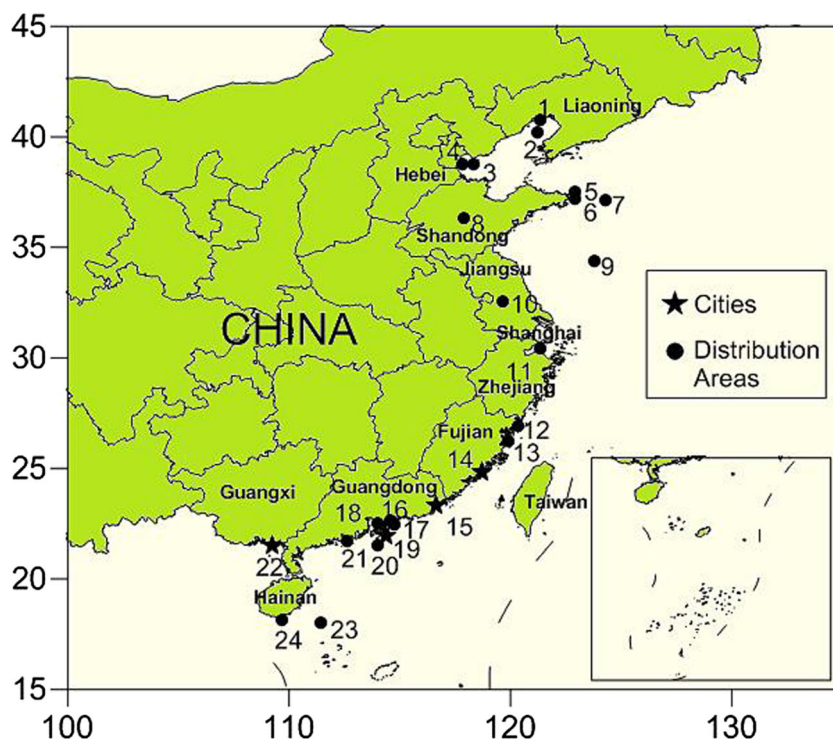 45
40
35
30
25
20
15
100
110
120
130
1
Liaoning
2
4
3
Hebei
5
6
7
8
Shandong
9
Jiangsu
10
CHINA
Shanghai
11
Zhejiang
12
Fujian
13
14
Taiwan
Guangdong
Guangxi
15
16
17
18
19
20
21
22
Hainan
23
24
Cities
Distribution
Areas